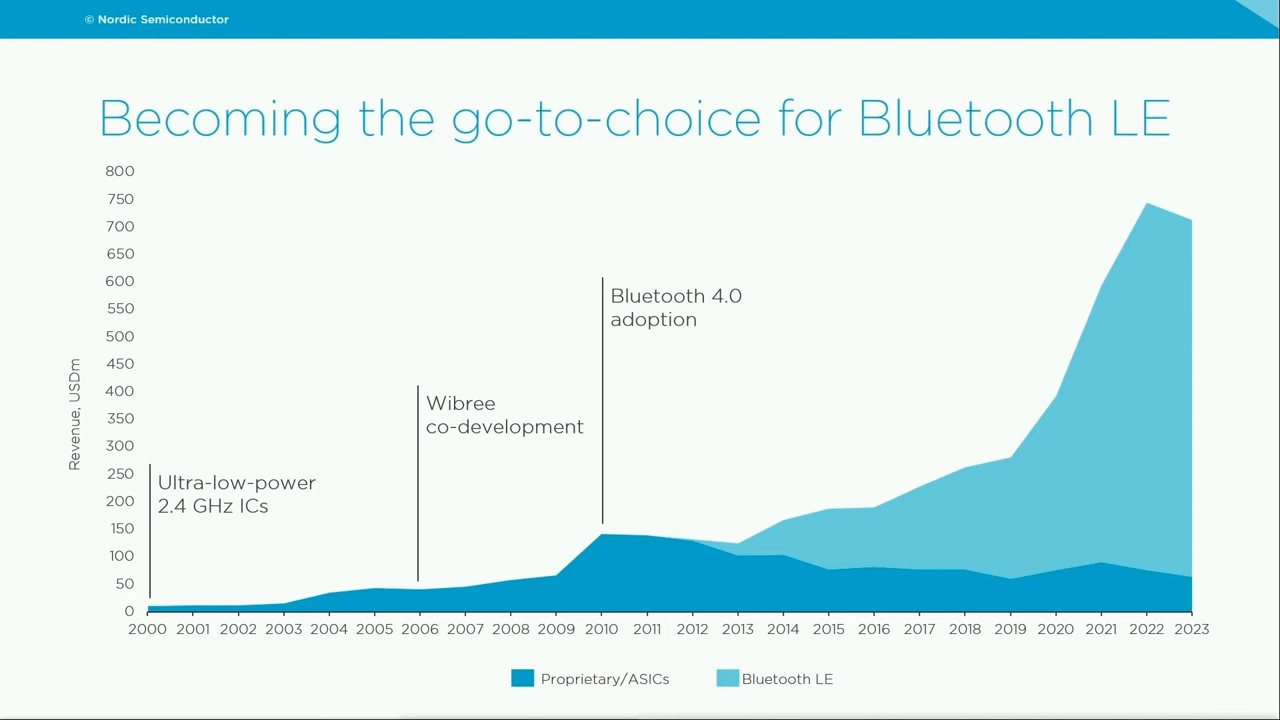 © Nordic Semiconductor
Becoming the go-to-choice for Bluetooth LE
800
750
700
650
600
550
500
450
400
350
300
250
200
150
100
50
0
Revenue, USDm
Ultra-low-power
2.4 GHz ICs
Wibree
co-development
Bluetooth 4.0
adoption
2000 2001 2002 2003 2004 2005 2006 2007 2008 2009 2010 2011 2012 2013 2014 2015 2016 2017 2018 2019 2020 2021 2022 2023
Proprietary/ASICs Bluetooth LE